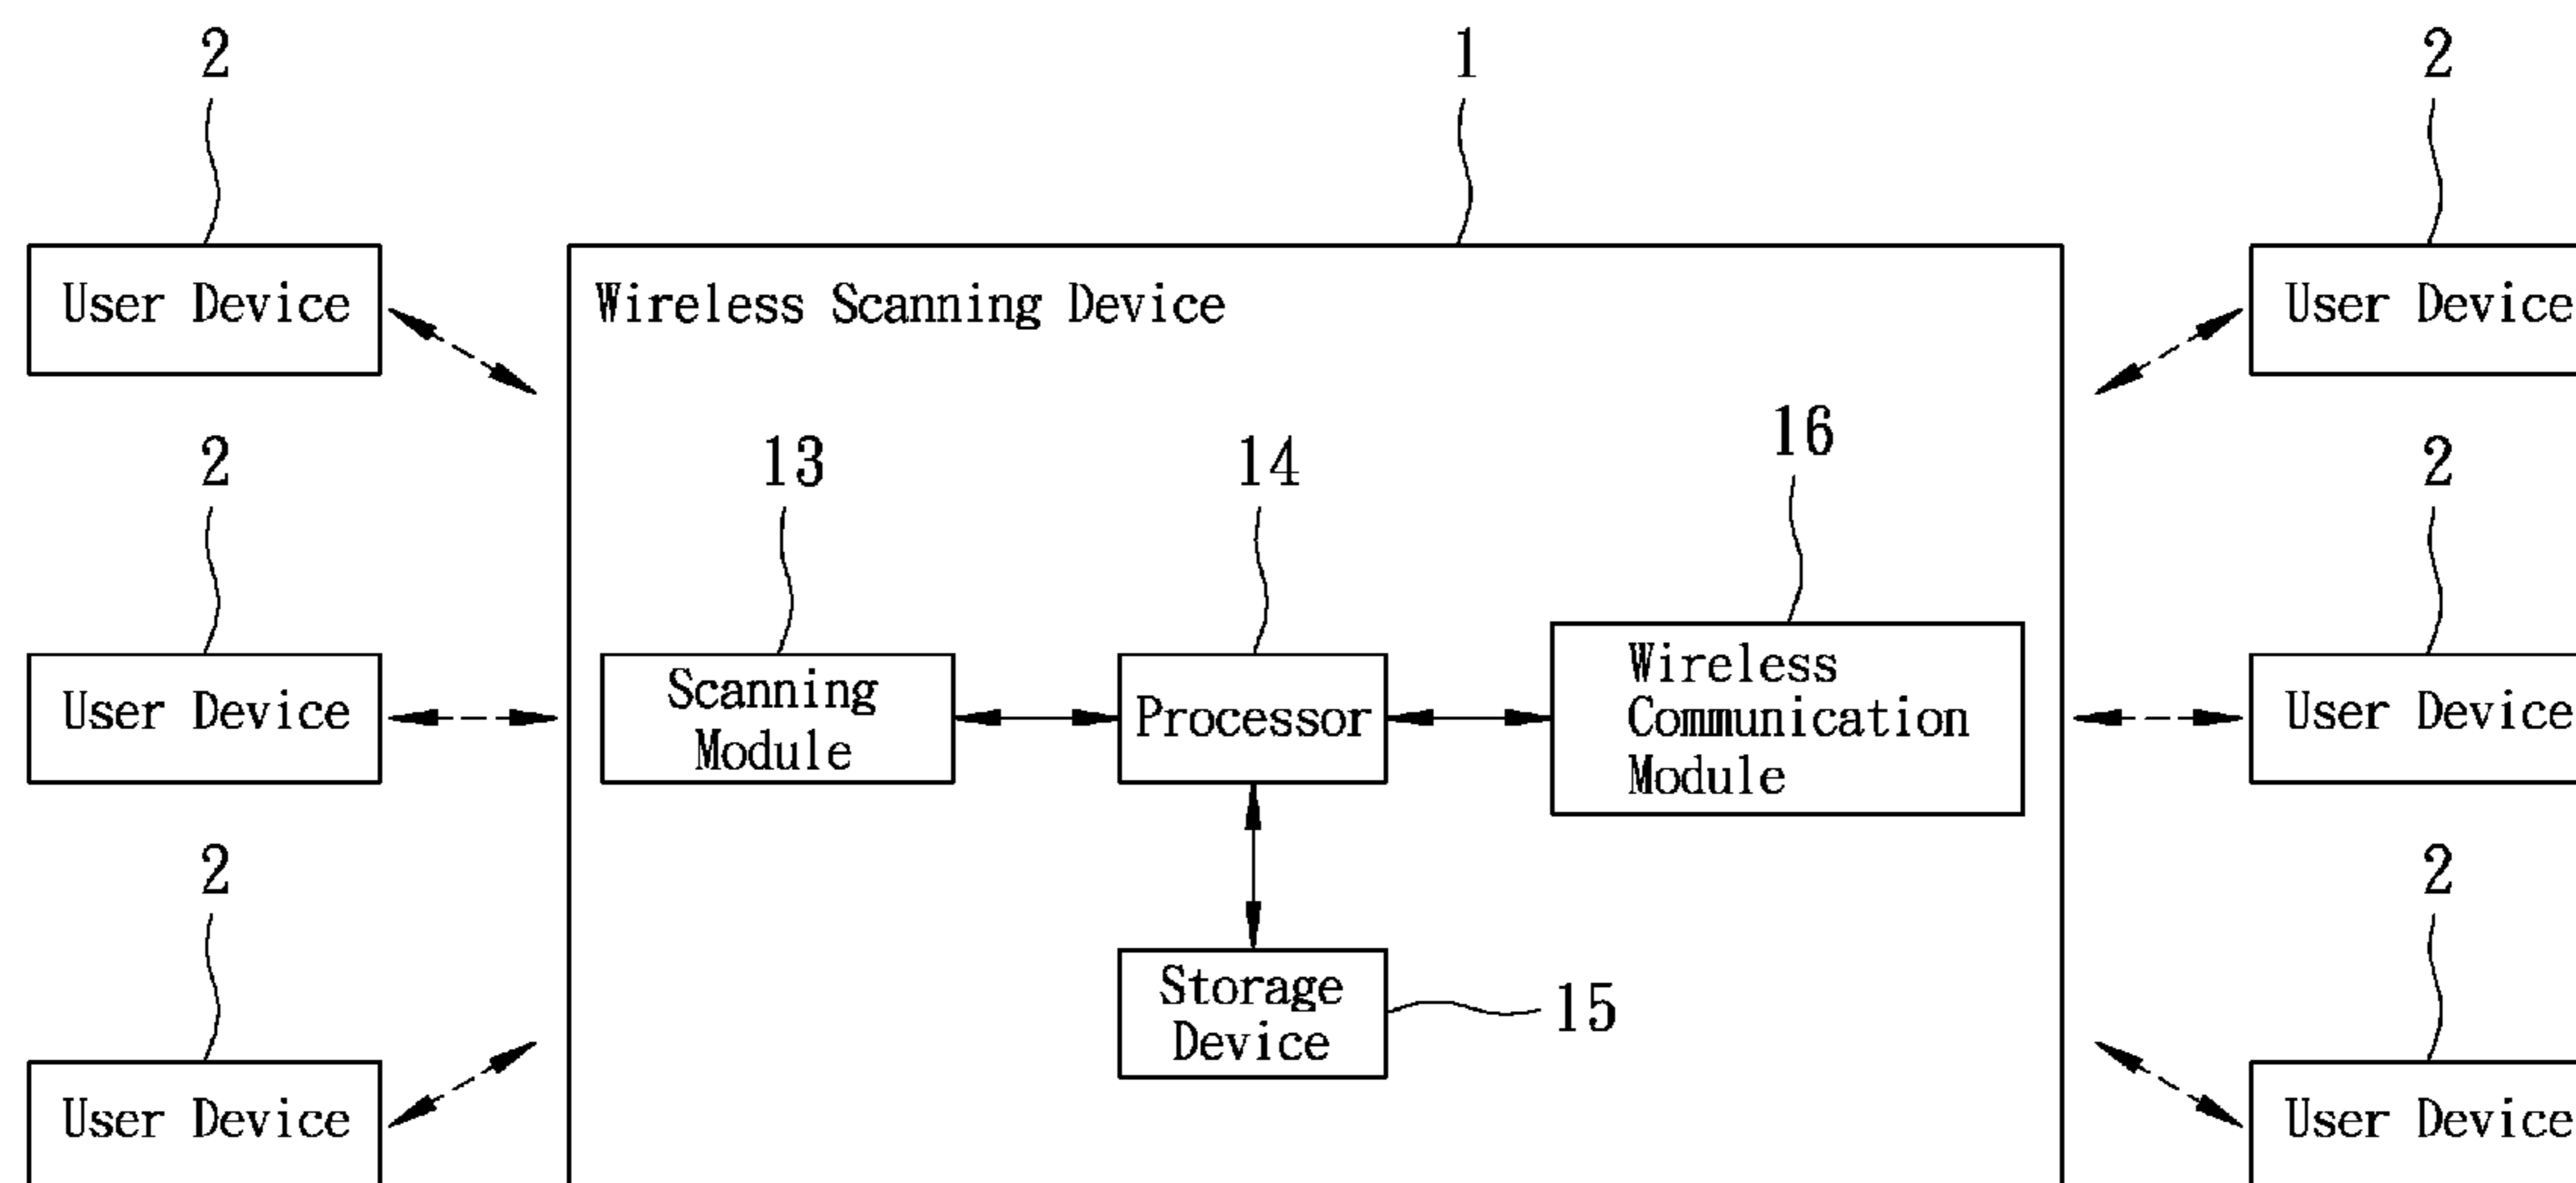 2
1
2
User Device
Wireless Scanning Device
User Device
2
13
14
16
2
User Device
Scanning
Module
Processor
Wireless
Communication
Module
User Device
2
Storage
Device
15
2
User Device
User Device